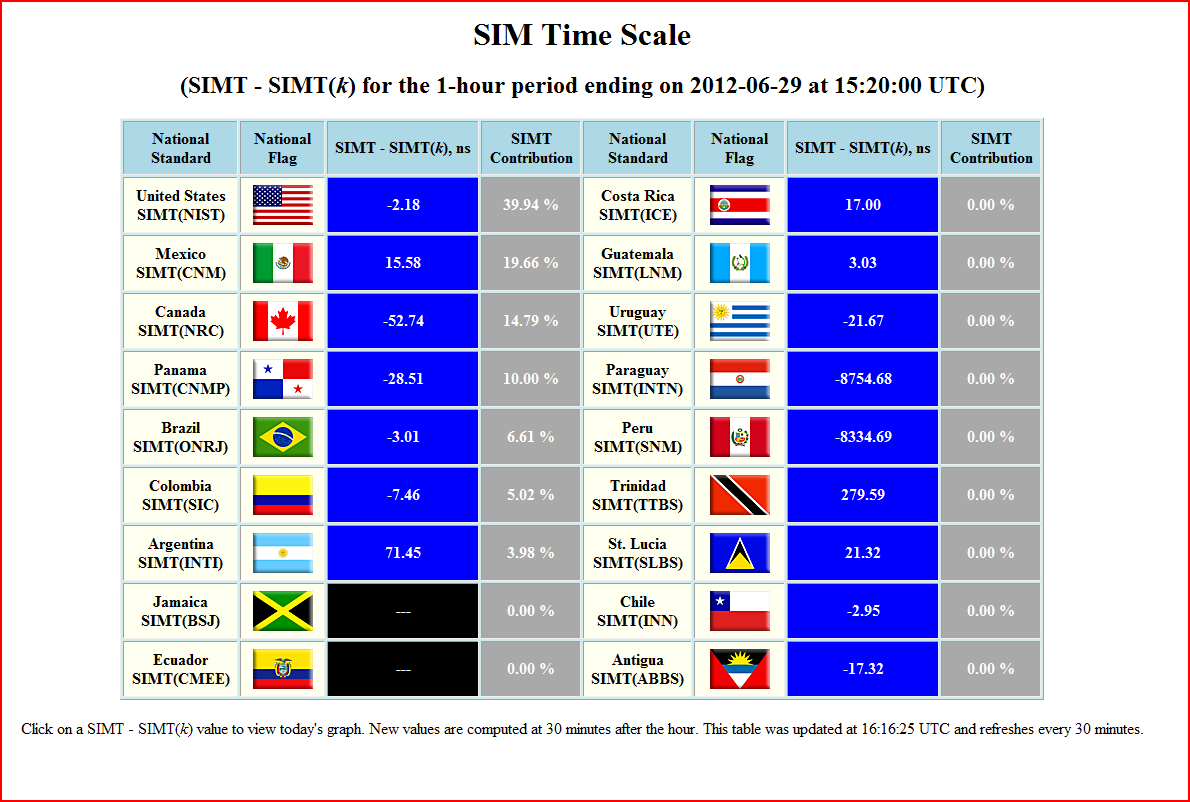 SIM Time Scale
(SIMT - SIMT(k) for the 1-hour period ending on 2012-06-29 at 15:20:00 UTC)
National Standard National Flag SIMT - SIMT(k), ns SIMT Contribution National Standard National Flag SIMT - SIMT(k), ns SIMT Contribution
United States SIMT(NIST) -2.18 39.94 % Costa Rica SIMT(ICE) 17.00 0.00 %
Mexico SIMT(CNM) 15.58 19.66 % Guatemala SIMT(LNM) 3.03 0.00 %
Canada SIMT(NRC) -52.74 14.79 % Uruguay SIMT(UTE) -21.67 0.00 %
Panama SIMT(CNMP) -28.51 10.00 % Paraguay SIMT(INTN) -8754.68 0.00 %
Brazil SIMT(ONRJ) -3.01 6.61 % Peru SIMT(SNM) -8334.69 0.00 %
Colombia SIMT(SIC) -7.46 5.02 % Trinidad SIMT(TTBS) 279.59 0.00 %
Argentina SIMT(INTI) 71.45 3.98 % St. Lucia SIMT(SLBS) 21.32 0.00 %
Jamaica SIMT(BSJ) --- 0.00 % Chile SIMT(INN) -2.95 0.00 %
Ecuador SIMT(CMEE) --- 0.00 % Antigua SIMT(ABBS) -17.32 0.00 %
Click on a SIMT - SIMT(k) value to view today's graph. New values are computed at 30 minutes after the hour. This table was updated at 16:16:25 UTC and refreshes every 30 minutes.